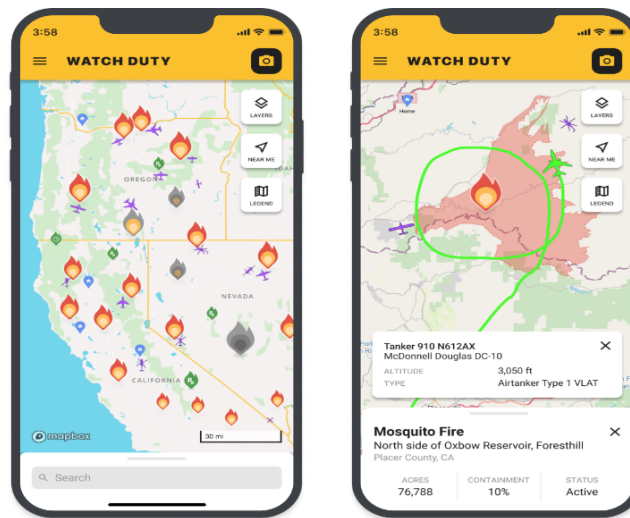 3:58
WATCH DUTY
LAYERS
NEAR ME
LEGEND
OREGON
NEVADA
CALIFORNIA
mapbox
30 mi
Search
3:58
WATCH DUTY
Home
LAYERS
NEAR ME
LEGEND
Tanker 910 N612AX
McDonnell Douglas DC-10
ALTITUDE 3,050 ft
TYPE Airtanker Type 1 VLAT
Mosquito Fire
North side of Oxbow Reservoir, Foresthill
Placer County, CA
ACRES CONTAINMENT STATUS
76,788 10% Active